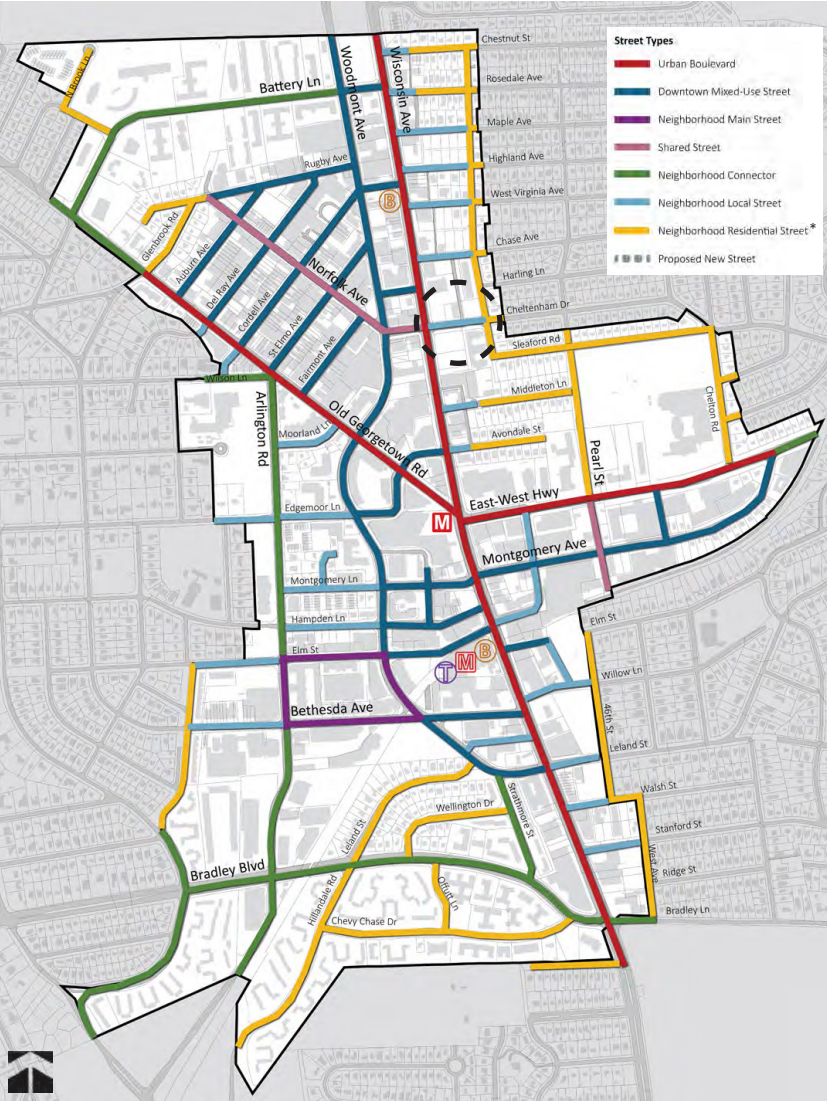 Street Types
Urban Boulevard
Downtown Mixed-Use Street
Neighborhood Main Street
Shared Street
Neighborhood Connector
Neighborhood Local Street
Neighborhood Residential Street*
Proposed New Street
Chestnut St
Rosedale Ave
Maple Ave
Highland Ave
West Virginia Ave
Chase Ave
Harling Ln
Cheltenham Dr
Sleaford Rd
Middleton Ln
Avondale St
Chelton Rd
Pearl St
Brook Ln
Battery Ln
Woodmont Ave
Wisconsin Ave
Rugby Ave
B
Glenbrook Rd
Auburn Ave
Del Ray Ave
Norfolk Ave
Cordell Ave
St Elmo Ave
Fairmont Ave
Wilson Ln
Arlington Rd
Old Georgetown Rd
Moorland Ln
Edgemoor Ln
M
East-West Hwy
Montgomery Ave
Montgomery Ln
Hampden Ln
Elm St
Elm St
B
M
T
Willow Ln
46th St
Bethesda Ave
Leland St
Walsh St
Stanford St
West Ave
Ridge St
Bradley Ln
Strathmore St
Wellington Dr
Leland St
Bradley Blvd
Hillandale Rd
Offutt Ln
Chevy Chase Dr